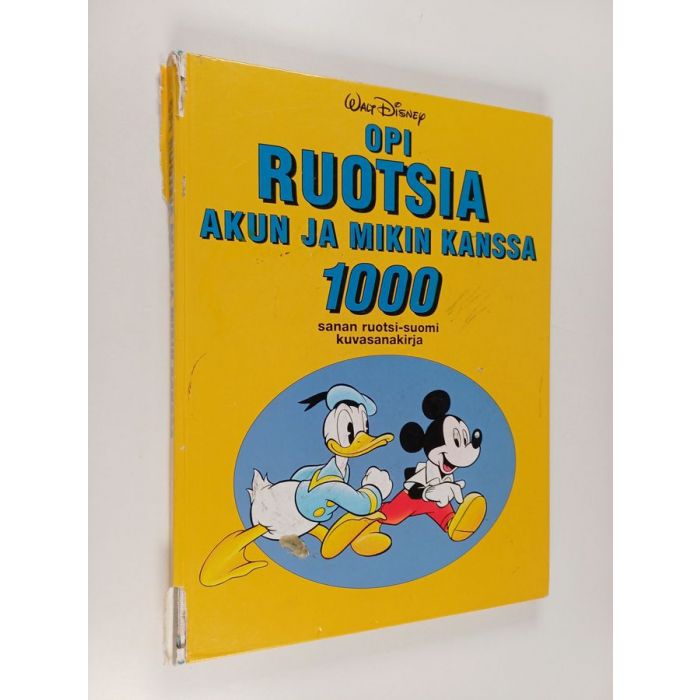 Walt Disney
OPI
RUOTSIA
AKUN JA MIKIN KANSSA
1000
sanan ruotsi-suomi
kuvasanakirja